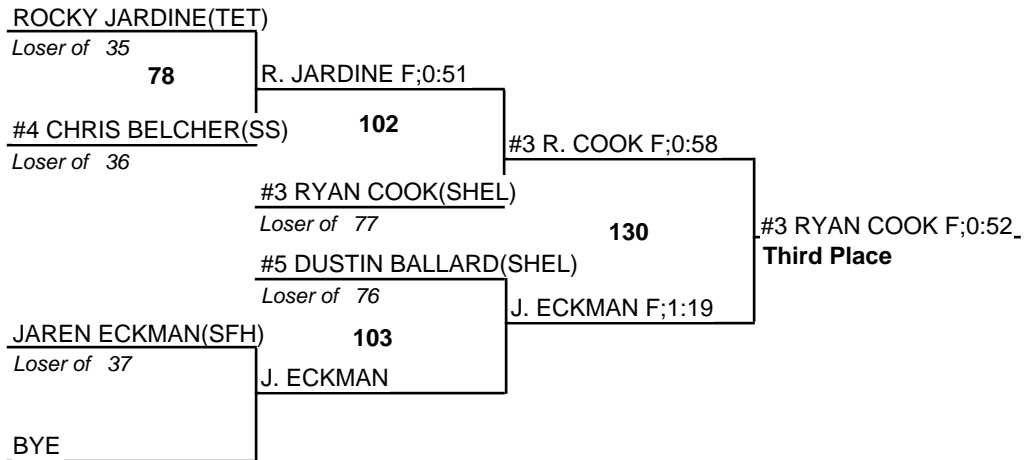 ROCKY JARDINE(TET)
Loser of 35
78
R. JARDINE F;0:51
#4 CHRIS BELCHER(SS)
Loser of 36
102
#3 R. COOK F;0:58
#3 RYAN COOK(SHEL)
Loser of 77
130
#3 RYAN COOK F;0:52
Third Place
#5 DUSTIN BALLARD(SHEL)
Loser of 76
J. ECKMAN F;1:19
JAREN ECKMAN(SFH)
Loser of 37
103
J. ECKMAN
BYE